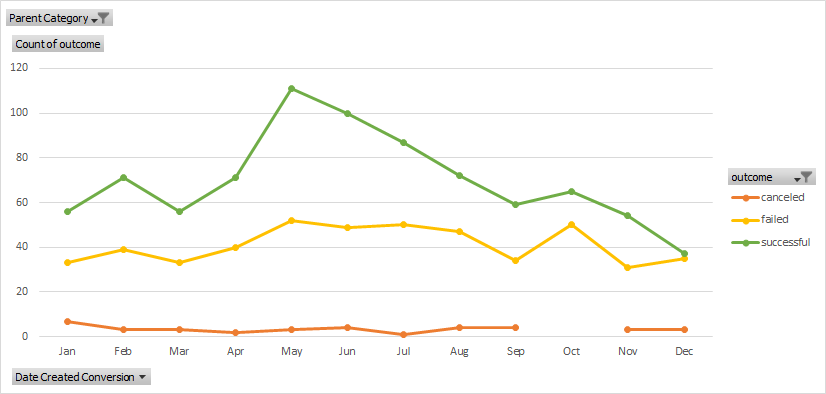 Parent Category
Count of outcome
120
100
80
60
40
20
0
Jan Feb Mar Apr May Jun Jul Aug Sep Oct Nov Dec
outcome
canceled
failed
successful
Date Created Conversion